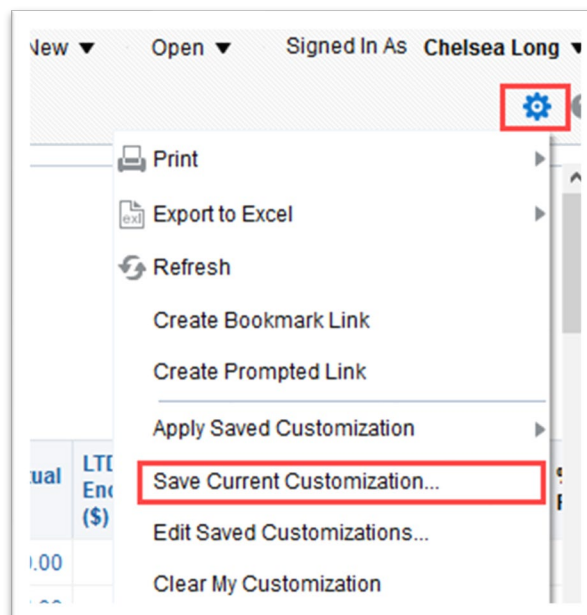 New ▼ Open ▼ Signed In As Chelsea Long ▼
Print
Export to Excel
Refresh
Create Bookmark Link
Create Prompted Link
Apply Saved Customization
ual LTD
Save Current Customization...
Enc
($)
Edit Saved Customizations...
0.00
Clear My Customization